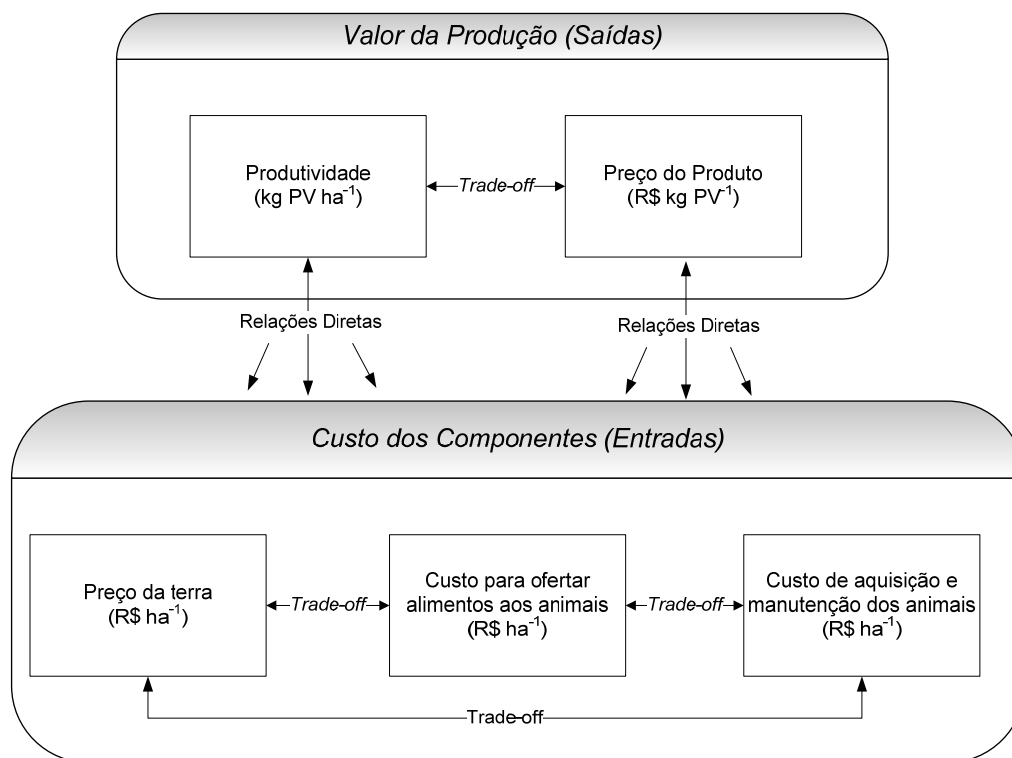 Valor da Produção (Saídas)
Produtividade
(kg PV ha⁻¹)
Trade-off
Preço do Produto
(R$ kg PV⁻¹)
Relações Diretas
Relações Diretas
Custo dos Componentes (Entradas)
Preço da terra
(R$ ha⁻¹)
Trade-off
Custo para ofertar
alimentos aos animais
(R$ ha⁻¹)
Trade-off
Custo de aquisição e
manutenção dos animais
(R$ ha⁻¹)
Trade-off